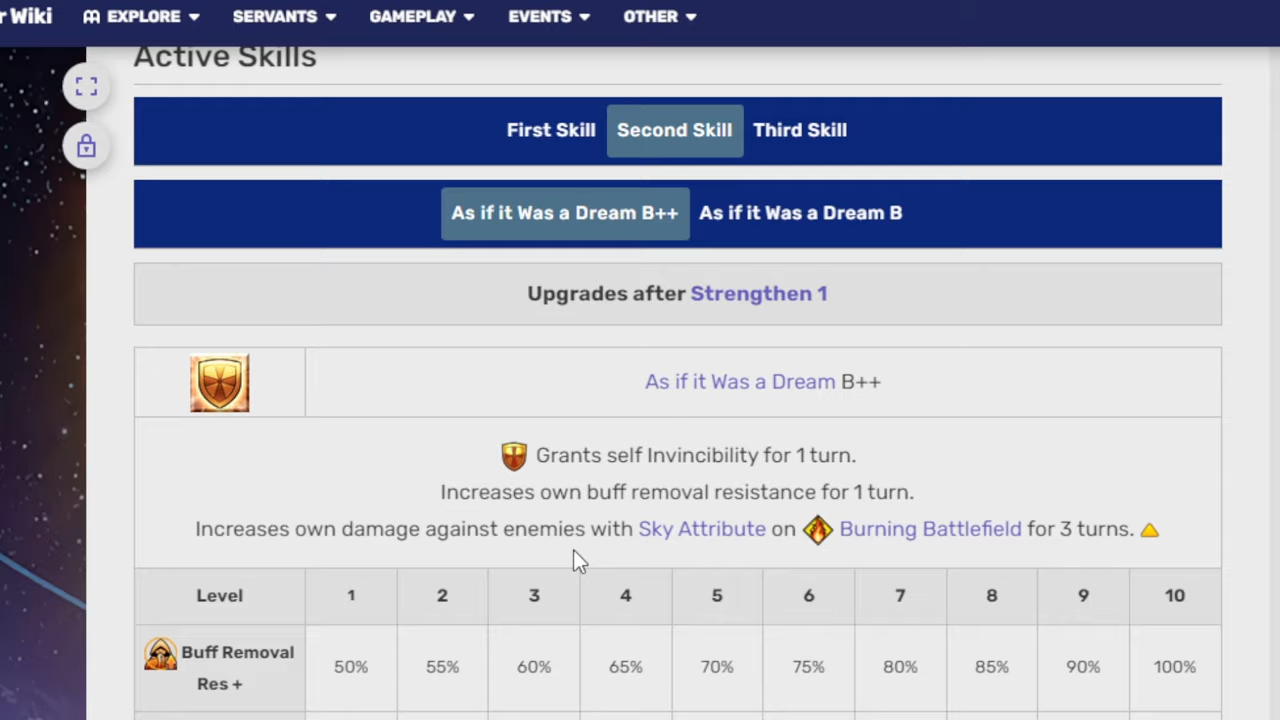 r Wiki EXPLORE SERVANTS GAMEPLAY EVENTS OTHER
Active Skills
First Skill Second Skill Third Skill
As if it Was a Dream B++ As if it Was a Dream B
Upgrades after Strengthen 1
As if it Was a Dream B++
Grants self Invincibility for 1 turn.
Increases own buff removal resistance for 1 turn.
Increases own damage against enemies with Sky Attribute on Burning Battlefield for 3 turns.
Level 1 2 3 4 5 6 7 8 9 10
Buff Removal
Res + 50% 55% 60% 65% 70% 75% 80% 85% 90% 100%